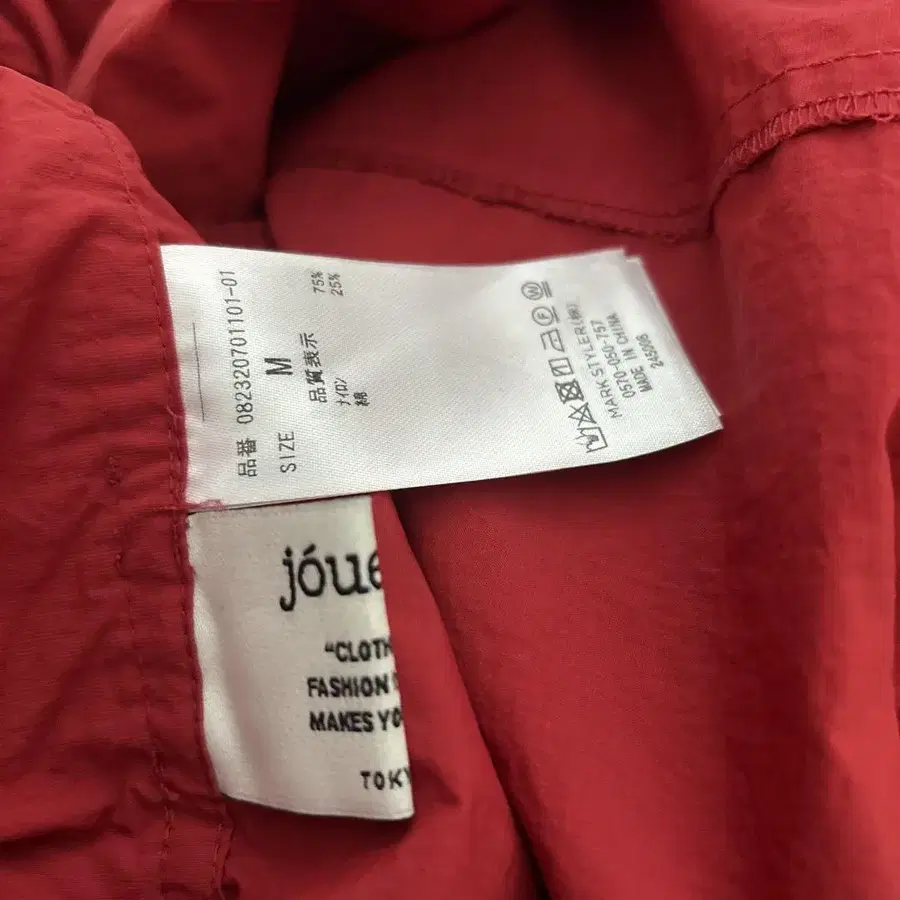 品番 082320701101-01
SIZE M
品質表示
ナイロン 75%
綿 25%
MARK STYLER(株)
0570-050-757
MADE IN CHINA
245006
jóue
“CLOTH
FASHION
MAKES YO
TOKY